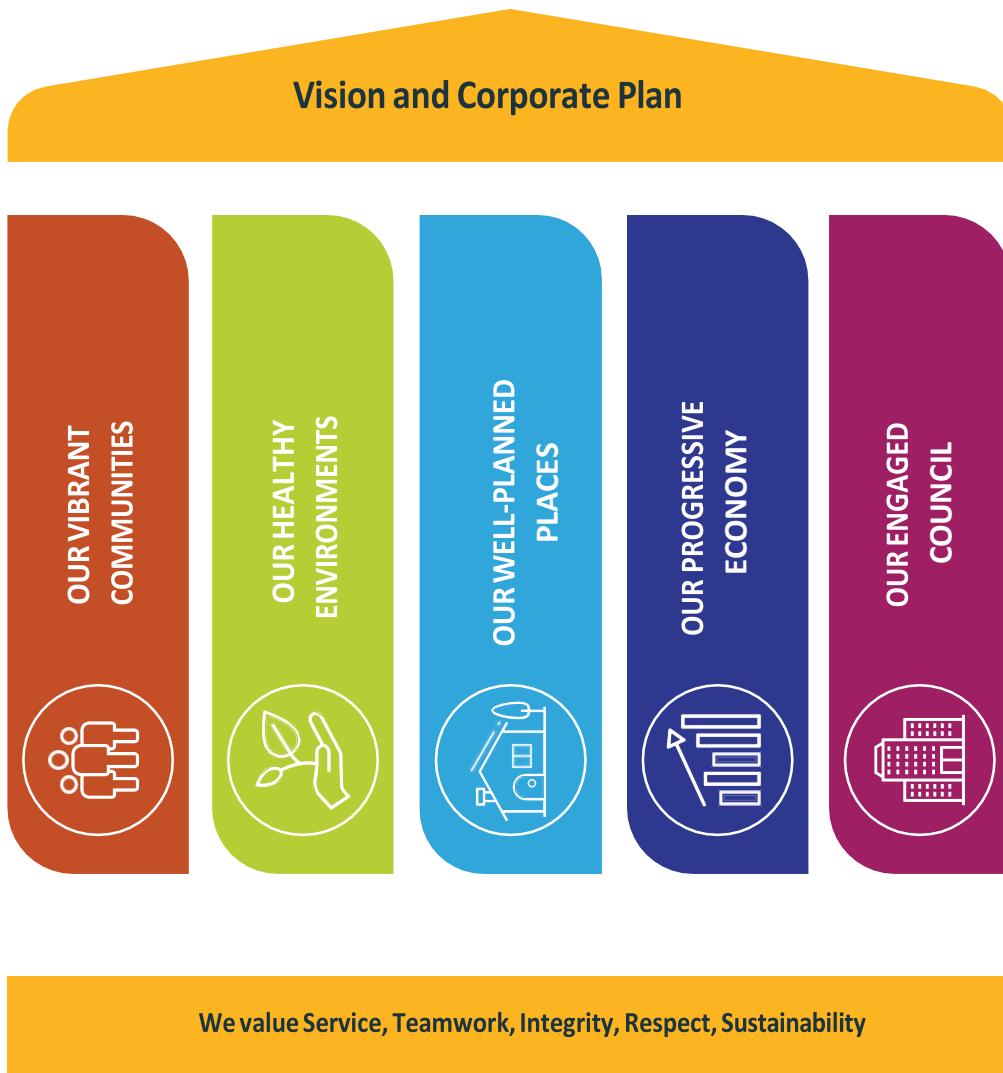 Vision and Corporate Plan
OUR VIBRANT
COMMUNITIES
OUR HEALTHY
ENVIRONMENTS
OUR WELL-PLANNED
PLACES
OUR PROGRESSIVE
ECONOMY
OUR ENGAGED
COUNCIL
We value Service, Teamwork, Integrity, Respect, Sustainability